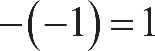 −(−1) = 1